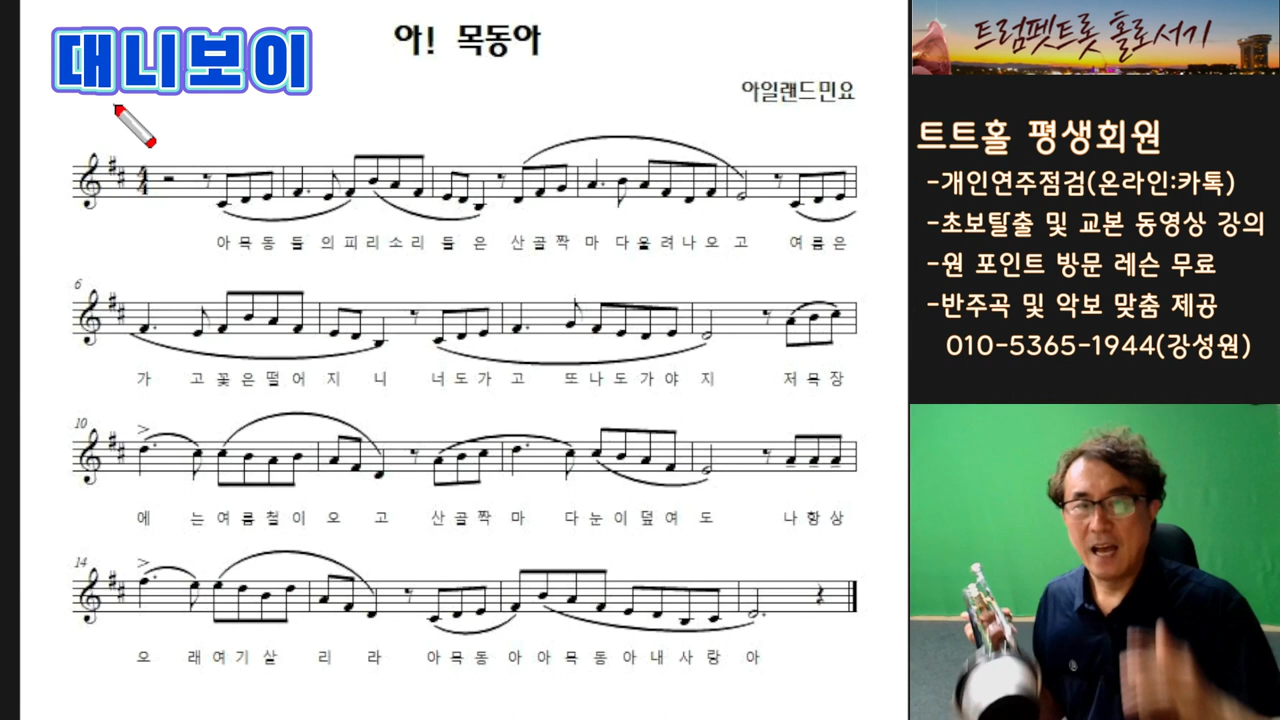 대니보이
아! 목동아
아일랜드민요
아 목 동 들 의 피 리 소 리 들 은 산 골 짝 마 다 울 려 나 오 고 여 름 은
6
가 고 꽃 은 떨 어 지 니 너 도 가 고 또 나 도 가 야 지 저 목 장
10
에 는 여 름 철 이 오 고 산 골 짝 마 다 눈 이 덮 여 도 나 항 상
14
오 래 여 기 살 리 라 아 목 동 아 아 목 동 아 내 사 랑 아
트럼펫트롯 홀로서기
트트홀 평생회원
-개인연주점검(온라인:카톡)
-초보탈출 및 교본 동영상 강의
-원 포인트 방문 레슨 무료
-반주곡 및 악보 맞춤 제공
010-5365-1944(강성원)